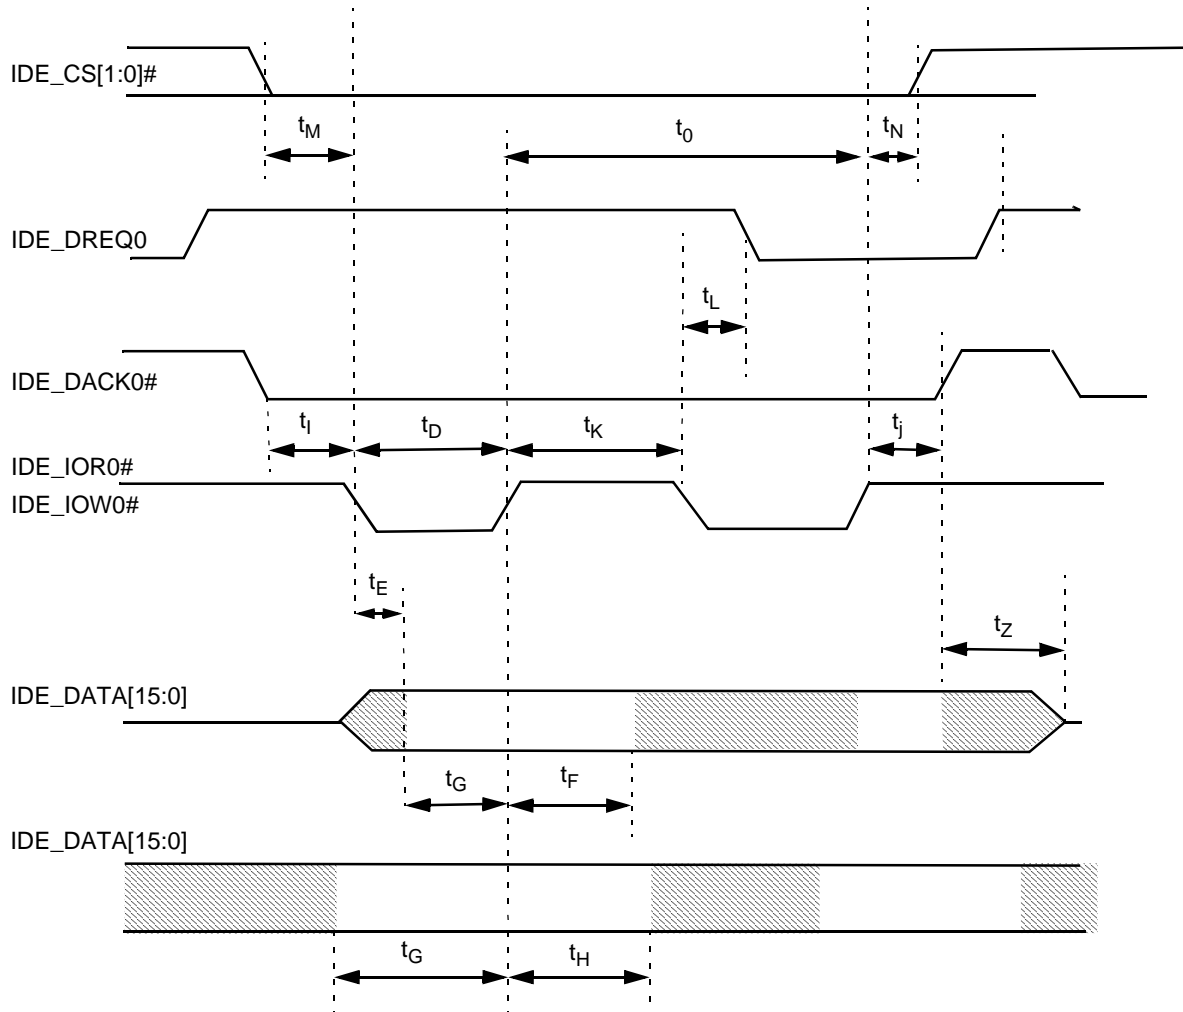 IDE_CS[1:0]#
tM
t0
tN
IDE_DREQ0
tL
IDE_DACK0#
tI
tD
tK
tj
IDE_IOR0#
IDE_IOW0#
tE
tZ
IDE_DATA[15:0]
tG
tF
IDE_DATA[15:0]
tG
tH